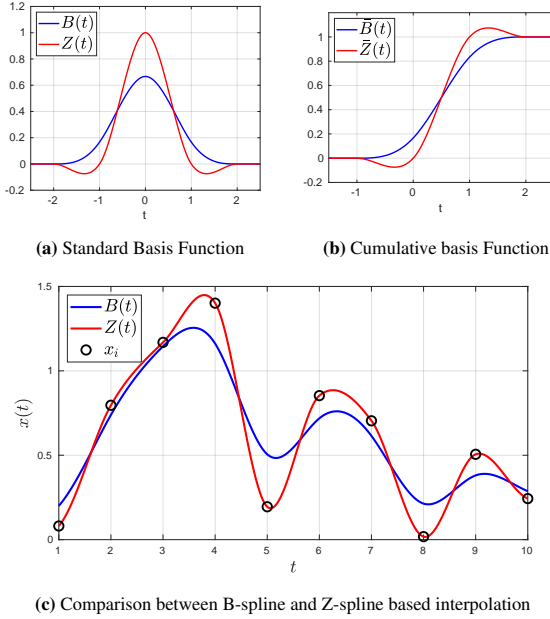 1.2
1
0.8
0.6
0.4
0.2
0
0.2
-2
-1
0
1
2
t
B(t)
Z(t)
(a) Standard Basis Function
1
0.8
0.6
0.4
0.2
0
0.2
-1
0
1
2
t
B̄(t)
Z̄(t)
(b) Cumulative basis Function
1.5
1
0.5
0
x(t)
1 2 3 4 5 6 7 8 9 10
t
B(t)
Z(t)
x_i
(c) Comparison between B-spline and Z-spline based interpolation